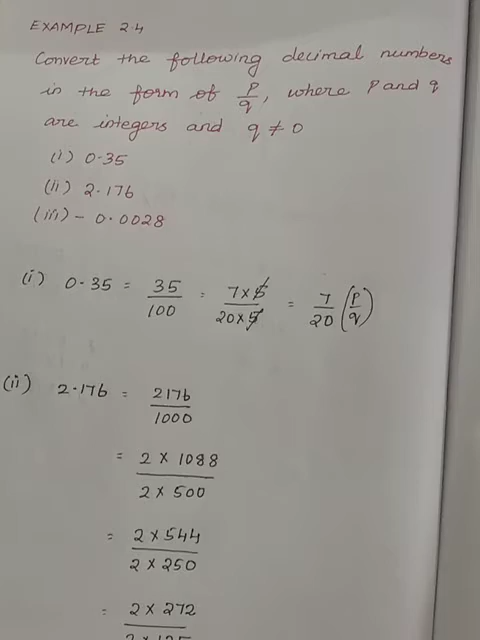 EXAMPLE 2.4
Convert the following decimal numbers
in the form of p/q, where p and q
are integers and q ≠ 0
(i) 0.35
(ii) 2.176
(iii) - 0.0028
(i) 0.35 = 35/100 = 7 × 5/20 × 5 = 7/20 (p/q)
(ii) 2.176 = 2176/1000
= 2 × 1088/2 × 500
= 2 × 544/2 × 250
= 2 × 272/2 × 125